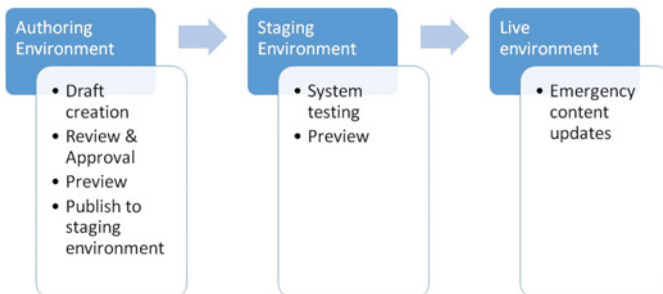 Authoring
Environment
• Draft
creation
• Review &
Approval
• Preview
• Publish to
staging
environment
Staging
Environment
• System
testing
• Preview
Live
environment
• Emergency
content
updates